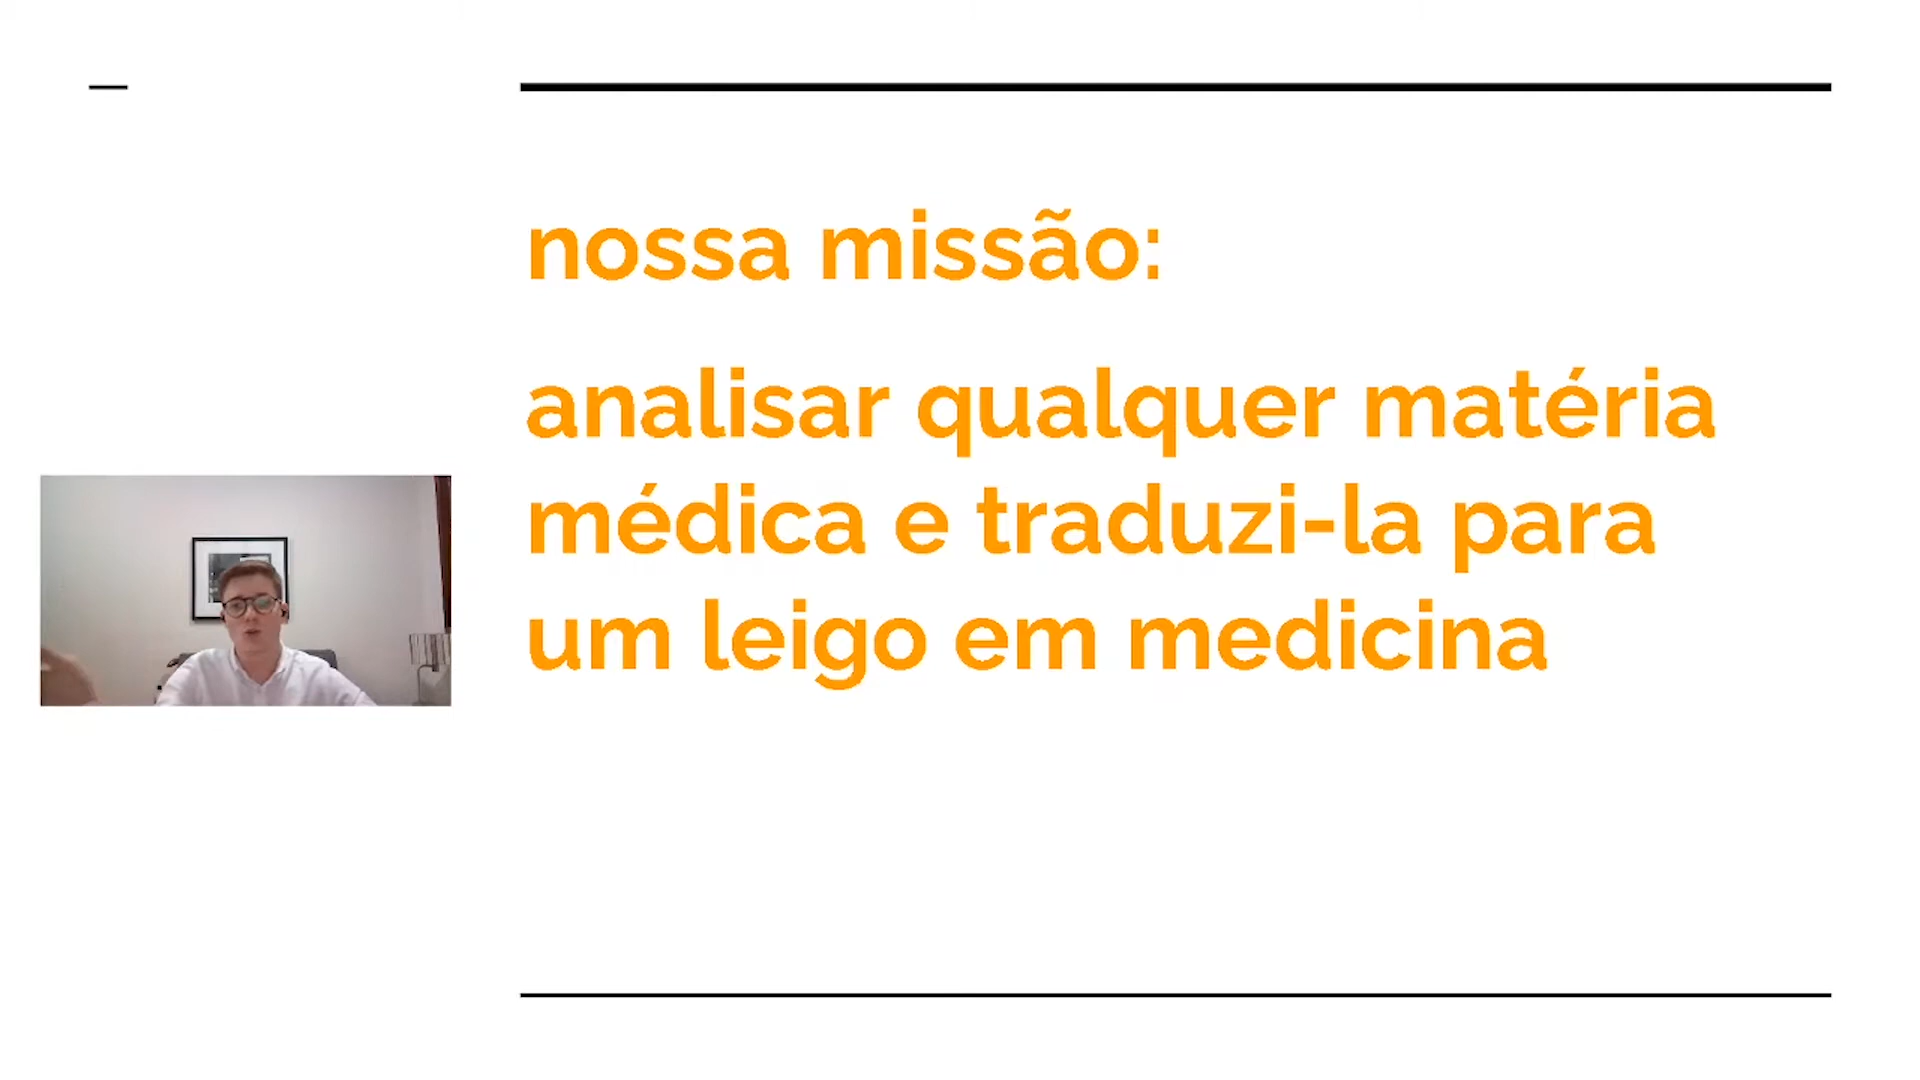 nossa missão:
analisar qualquer matéria
médica e traduzi-la para
um leigo em medicina